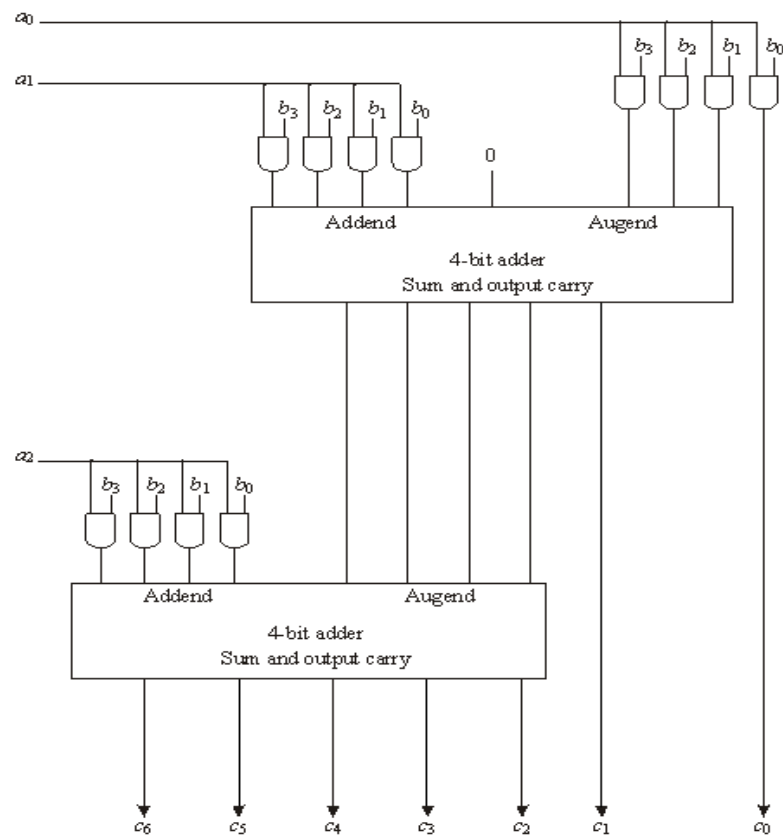 a₀
b₃ b₂ b₁ b₀
a₁
b₃ b₂ b₁ b₀
0
Addend Augend
4-bit adder
Sum and output carry
a₂
b₃ b₂ b₁ b₀
Addend Augend
4-bit adder
Sum and output carry
c₆ c₅ c₄ c₃ c₂ c₁ c₀